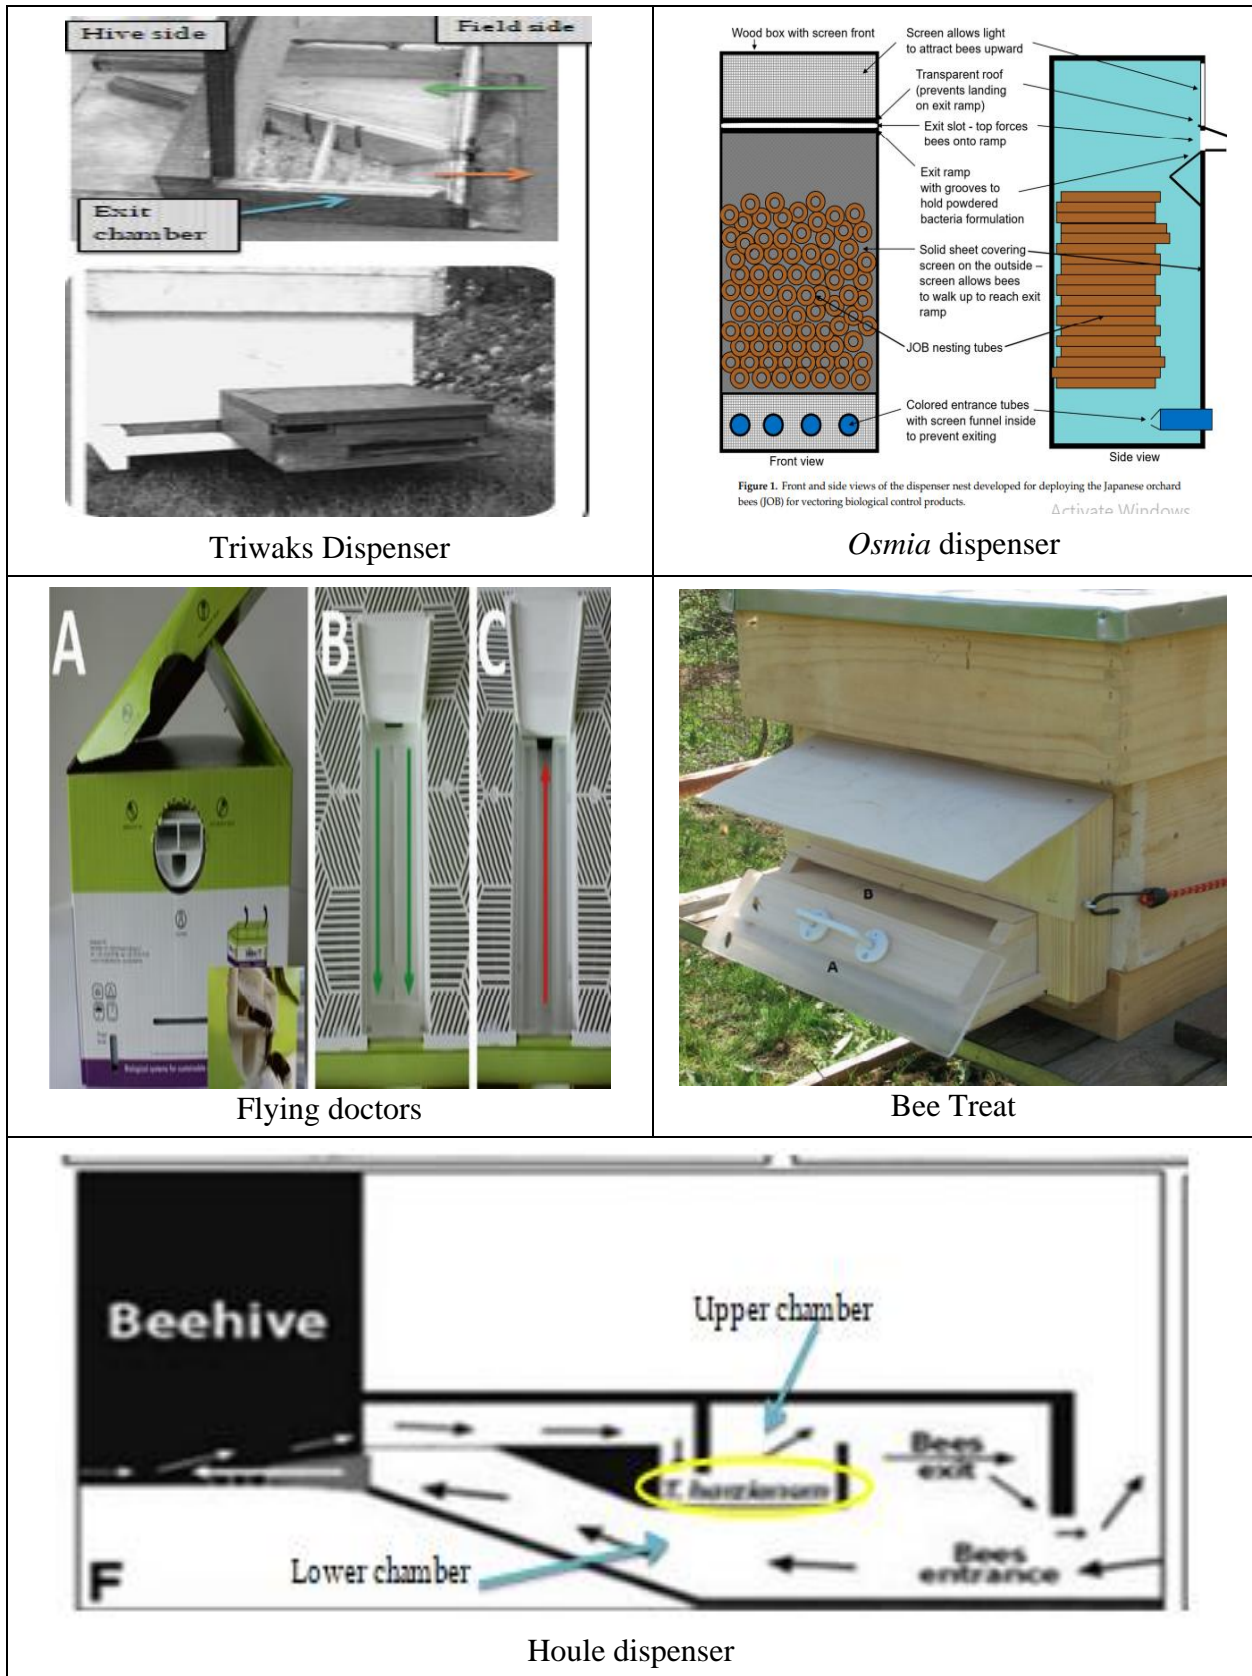 Hive side
Field side
Exit
chamber
Triwaks Dispenser
Wood box with screen front
Screen allows light
to attract bees upward
Transparent roof
(prevents landing
on exit ramp)
Exit slot - top forces
bees onto ramp
Exit ramp
with grooves to
hold powdered
bacteria formulation
Solid sheet covering
screen on the outside –
screen allows bees
to walk up to reach exit
ramp
JOB nesting tubes
Colored entrance tubes
with screen funnel inside
to prevent exiting
Front view
Side view
Figure 1. Front and side views of the dispenser nest developed for deploying the Japanese orchard
bees (JOB) for vectoring biological control products.
Activate Windows
Osmia dispenser
A
B
C
Biological systems for sustainable
Flying doctors
B
A
Bee Treat
Beehive
Upper chamber
Bees
exit
T. harzianum
Lower chamber
Bees
entrance
F
Houle dispenser